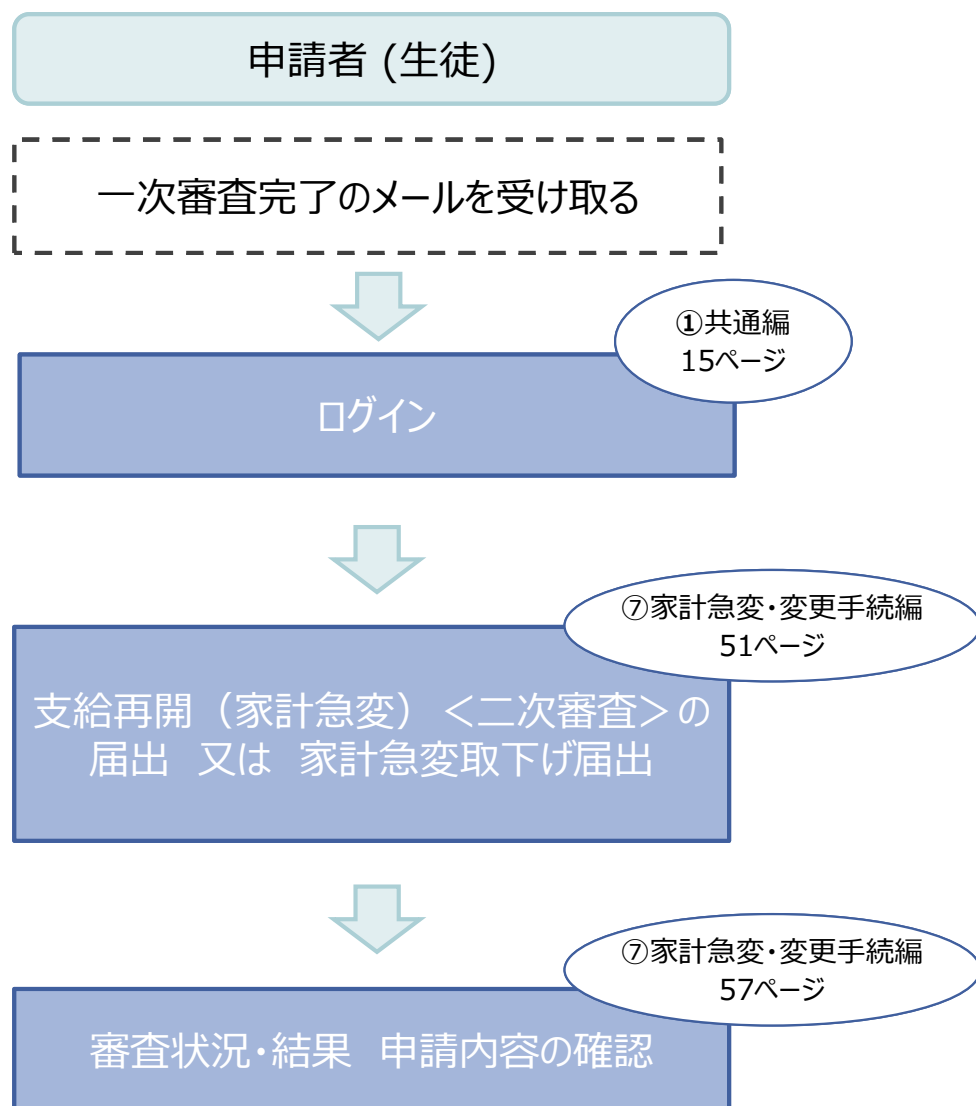 申請者 (生徒)
一次審査完了のメールを受け取る
①共通編
15ページ
ログイン
⑦家計急変・変更手続編
51ページ
支給再開（家計急変）＜二次審査＞の
届出　又は　家計急変取下げ届出
⑦家計急変・変更手続編
57ページ
審査状況・結果　申請内容の確認